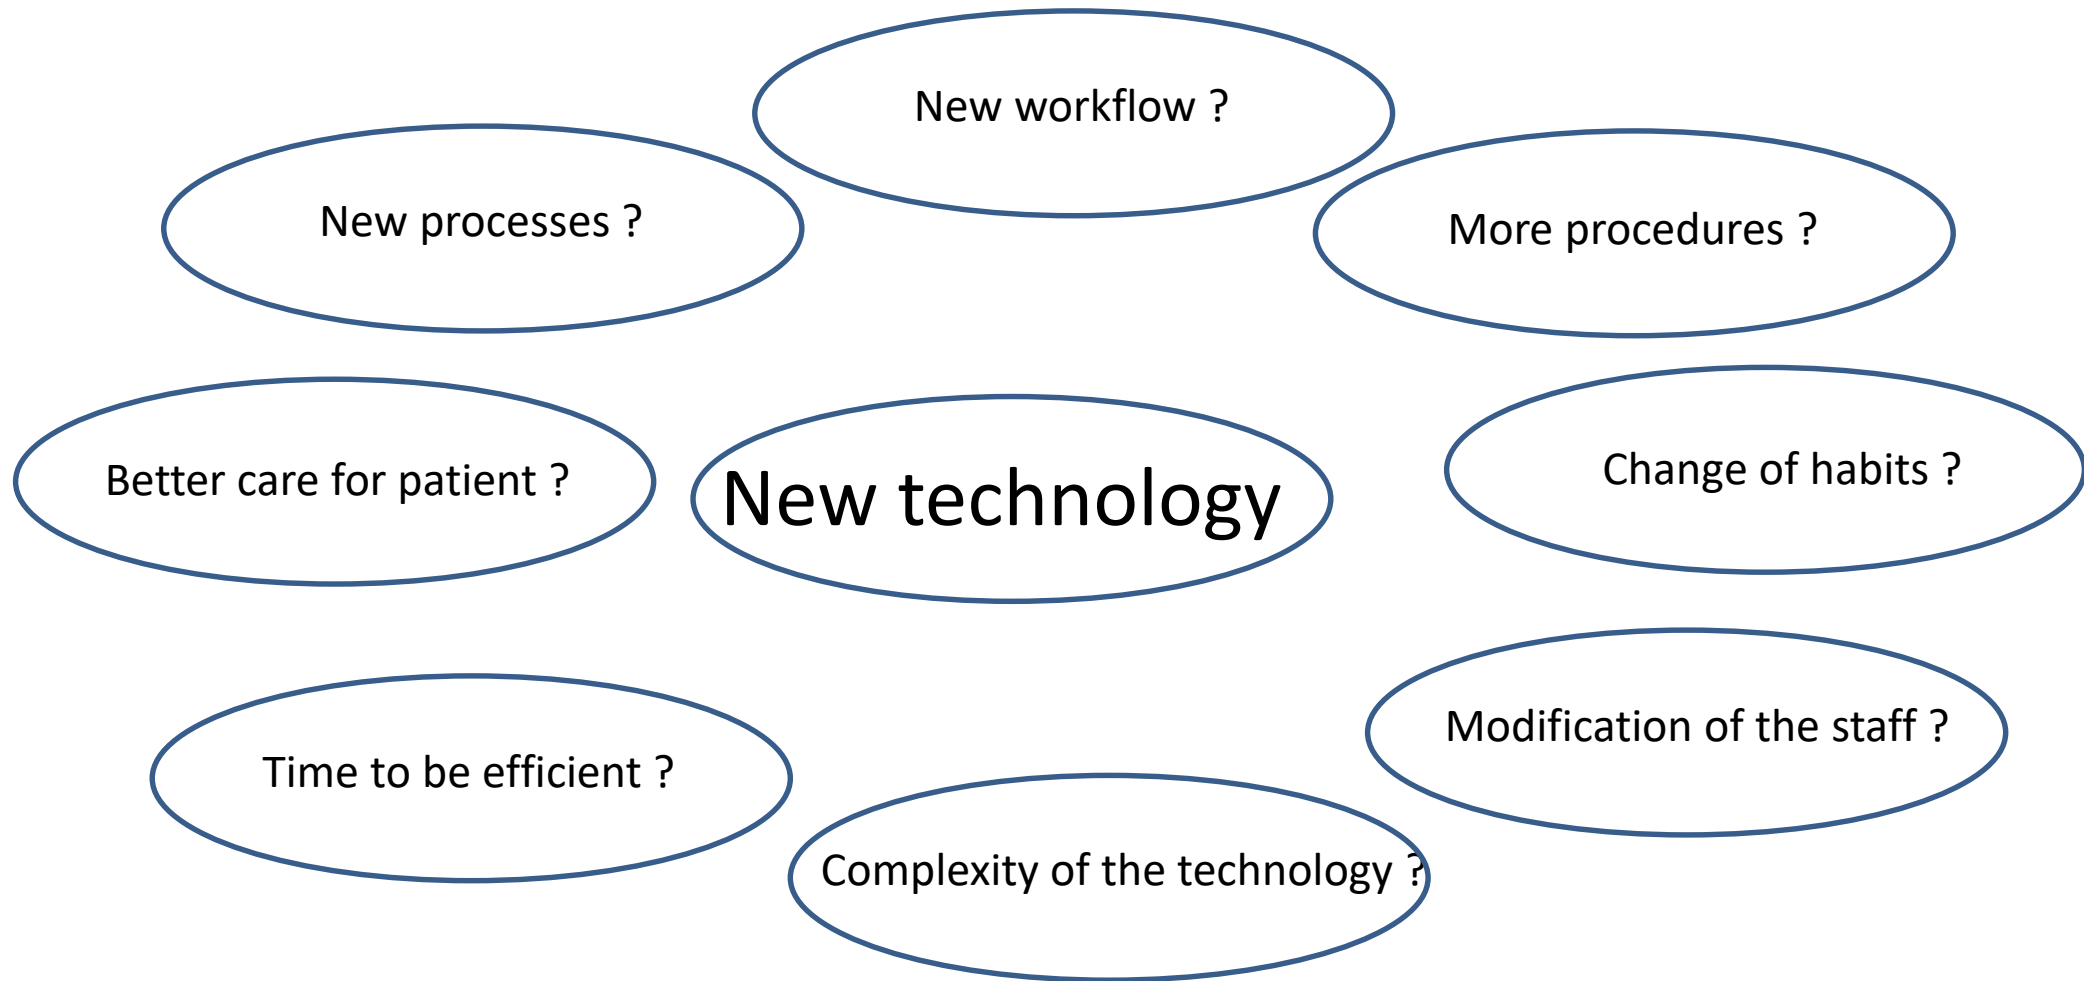 New workflow ?
New processes ?
More procedures ?
Better care for patient ?
New technology
Change of habits ?
Modification of the staff ?
Time to be efficient ?
Complexity of the technology ?